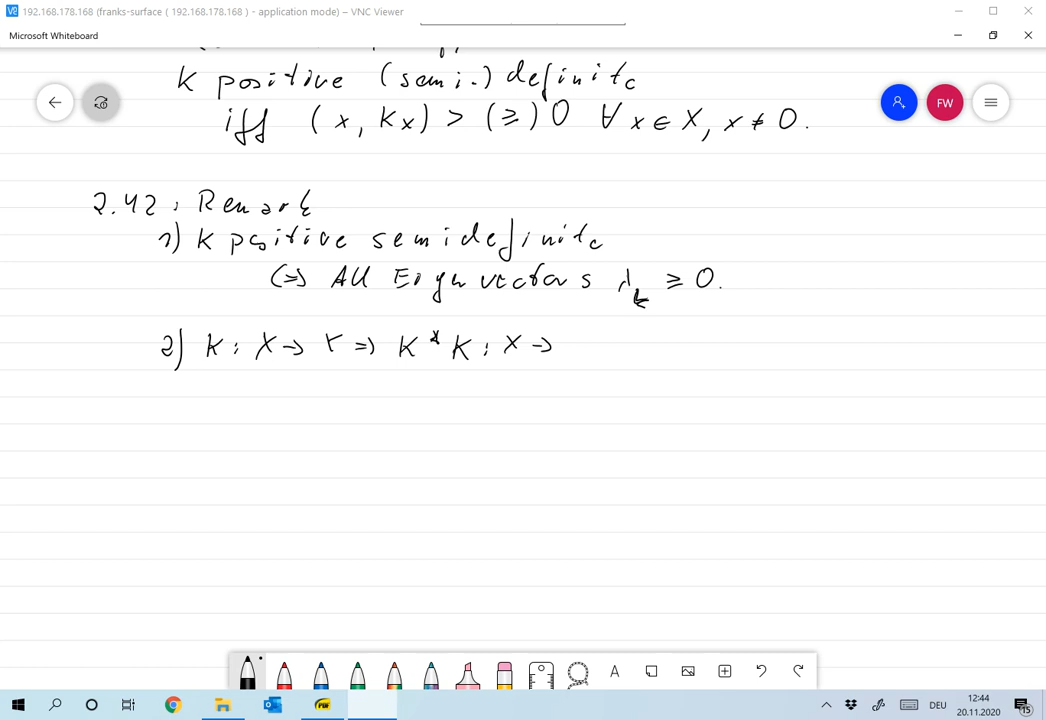 192.168.178.168 (franks-surface ( 192.168.178.168 ) - application mode) – VNC Viewer
Microsoft Whiteboard
K positive (semi-) definite
iff (x, Kx) > (≥) 0 ∀ x ∈ X, x ≠ 0.
FW
2.42: Remark
1) K positive semidefinite
(=> All Eigenvectors λ_k ≥ 0.
2) K: X → Y => K* K: X →
A
DEU
12:44
20.11.2020
15